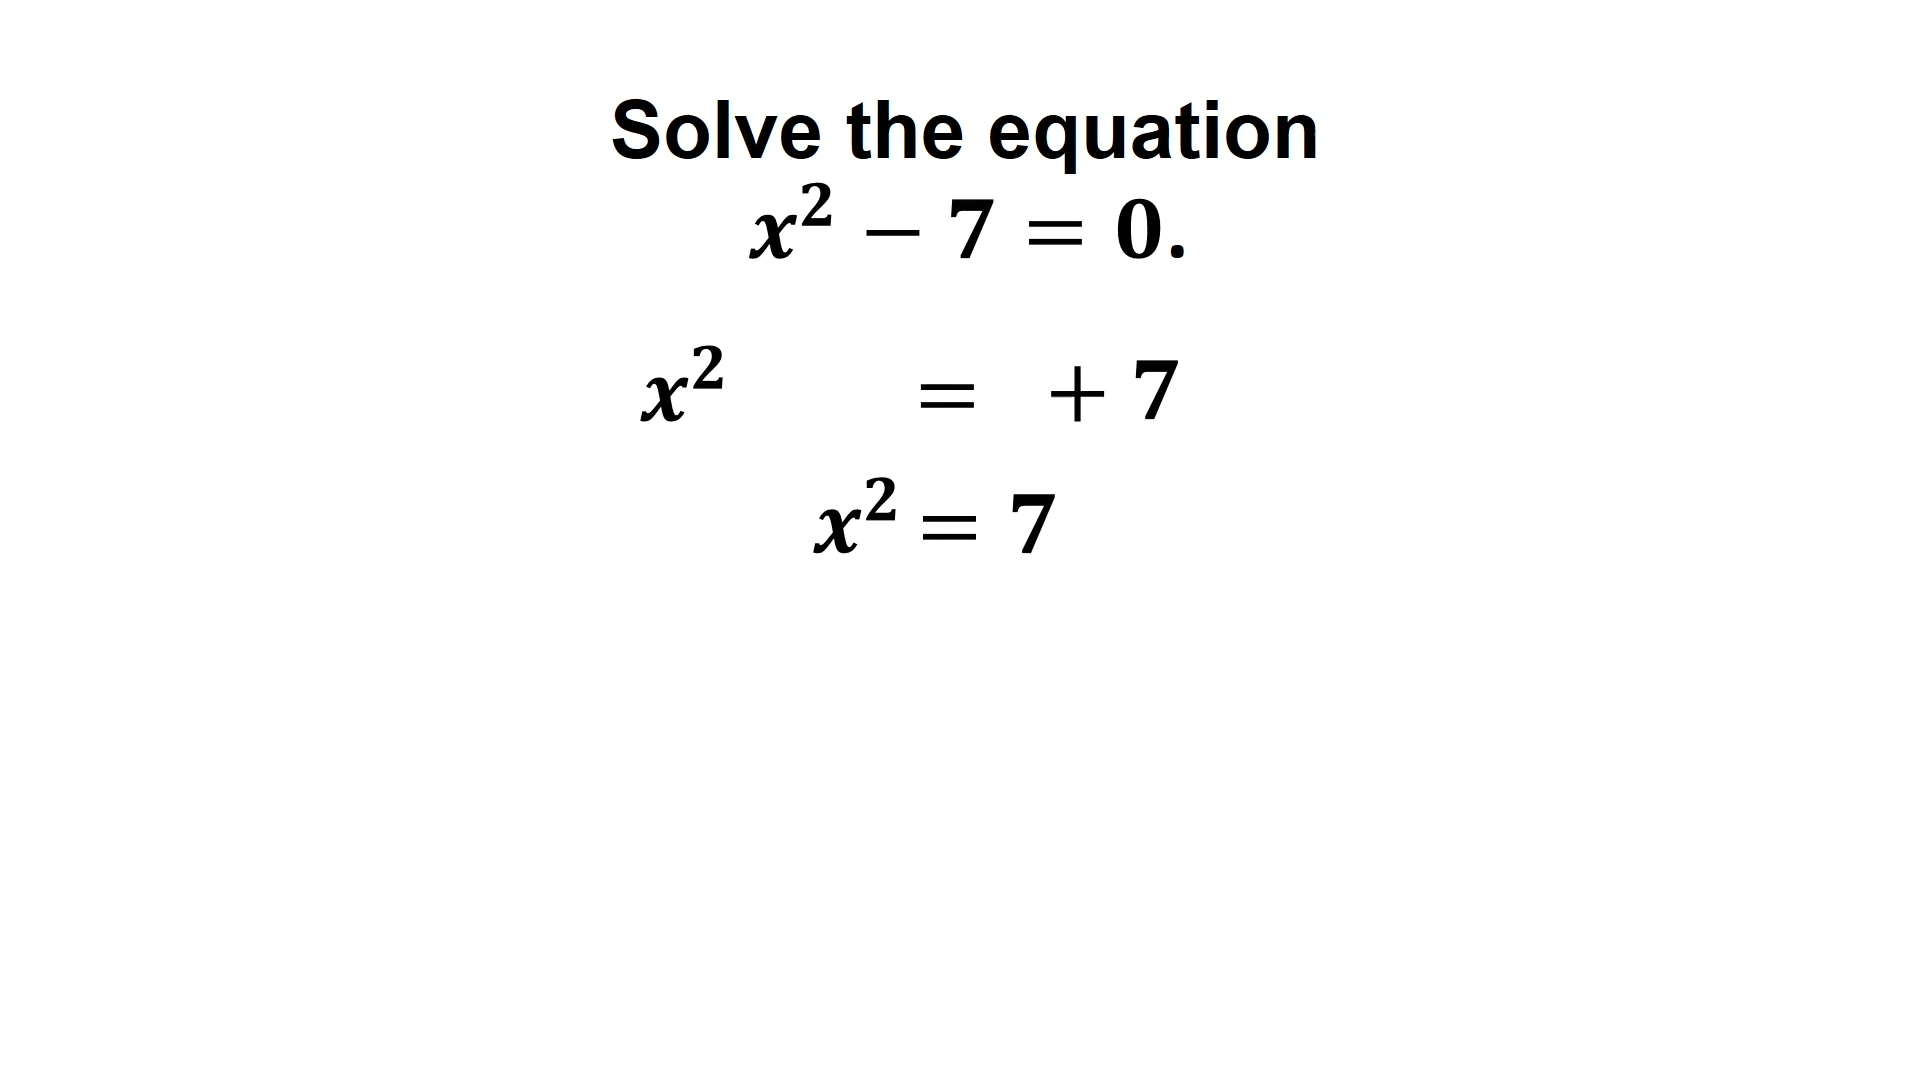 Solve the equation
x² − 7 = 0.
x² = + 7
x² = 7